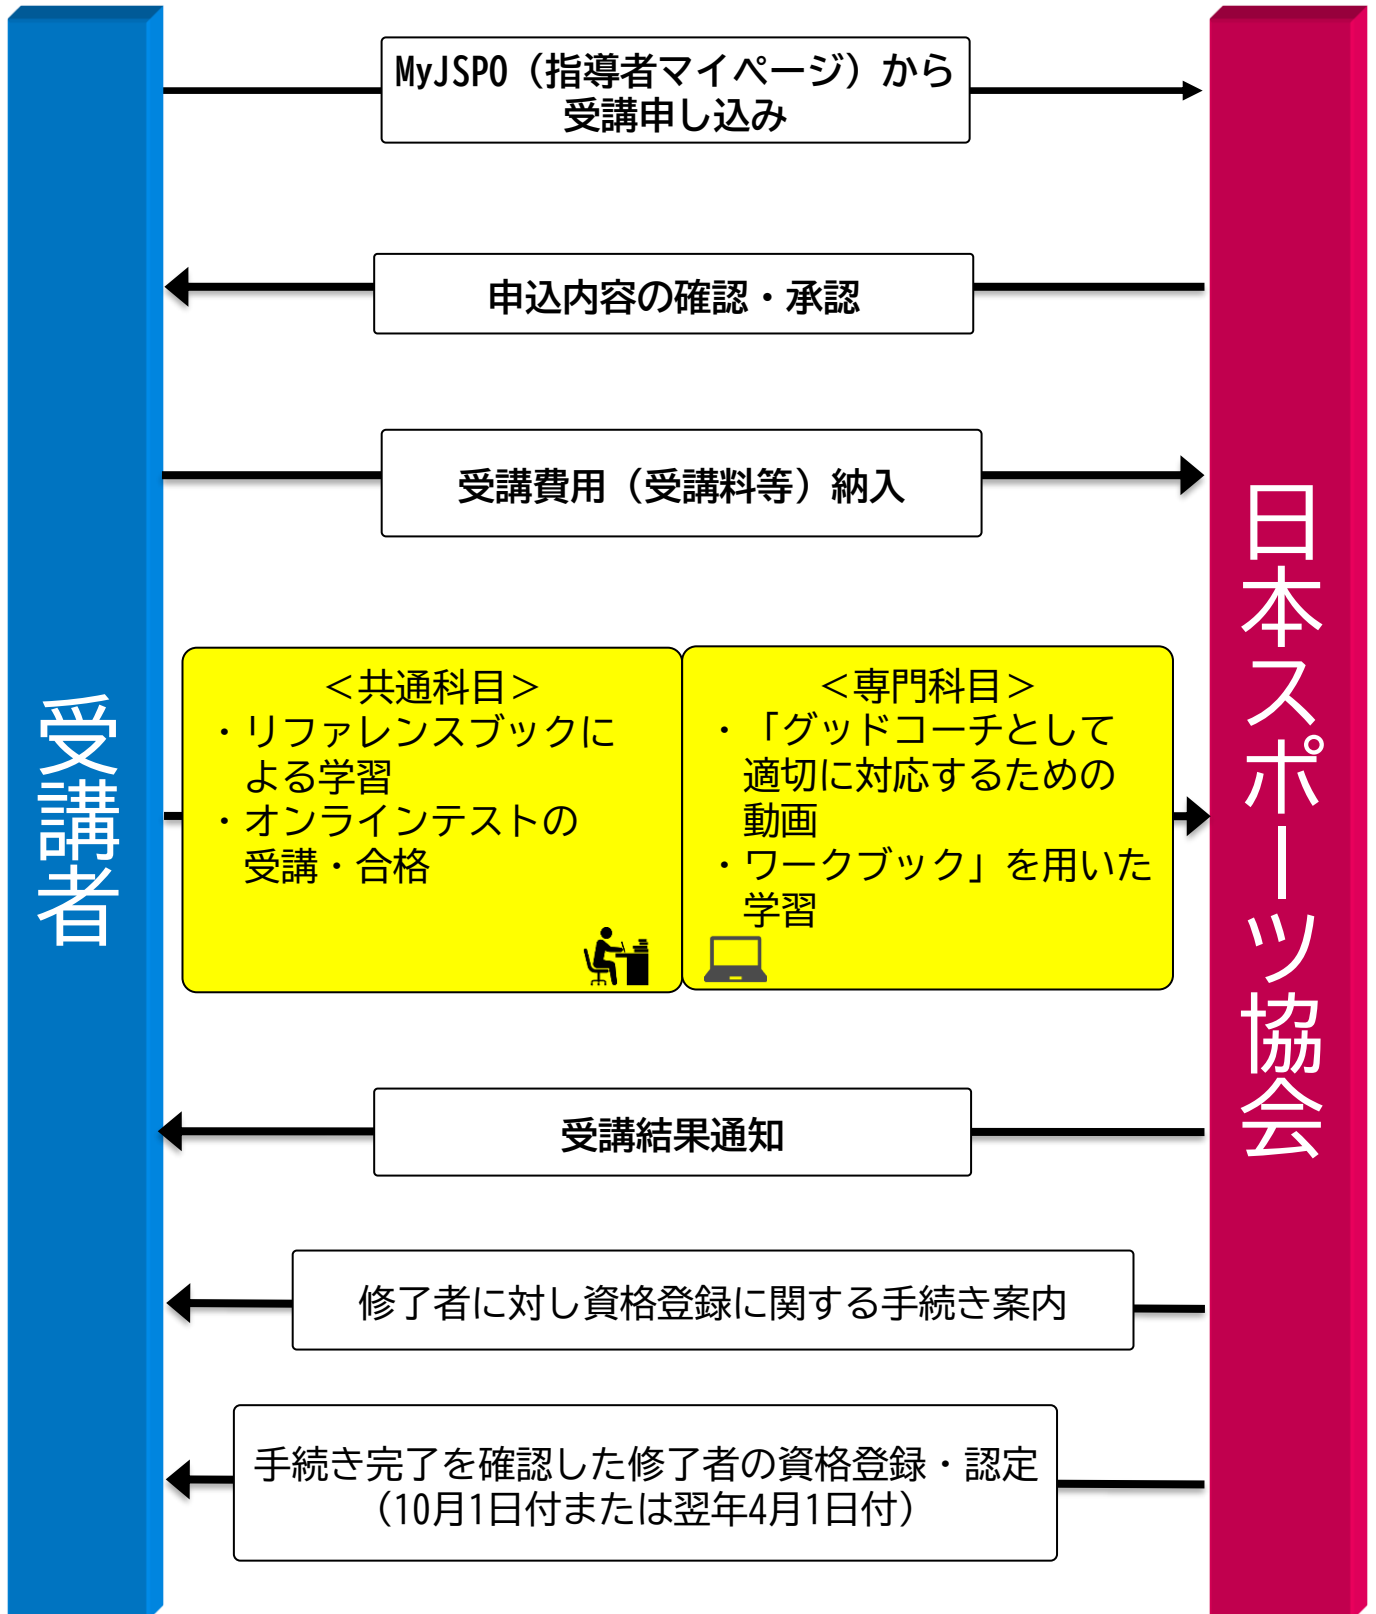 MyJSPO（指導者マイページ）から
受講申し込み
申込内容の確認・承認
受講費用（受講料等）納入
受講者
＜共通科目＞
・リファレンスブックに
よる学習
・オンラインテストの
受講・合格
＜専門科目＞
・「グッドコーチとして
適切に対応するための
動画
・ワークブック」を用いた
学習
日本スポーツ協会
受講結果通知
修了者に対し資格登録に関する手続き案内
手続き完了を確認した修了者の資格登録・認定
（10月1日付または翌年4月1日付）